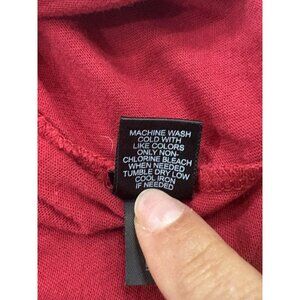 MACHINE WASH
COLD WITH
LIKE COLORS
ONLY NON-
CHLORINE BLEACH
WHEN NEEDED
TUMBLE DRY LOW
COOL IRON
IF NEEDED